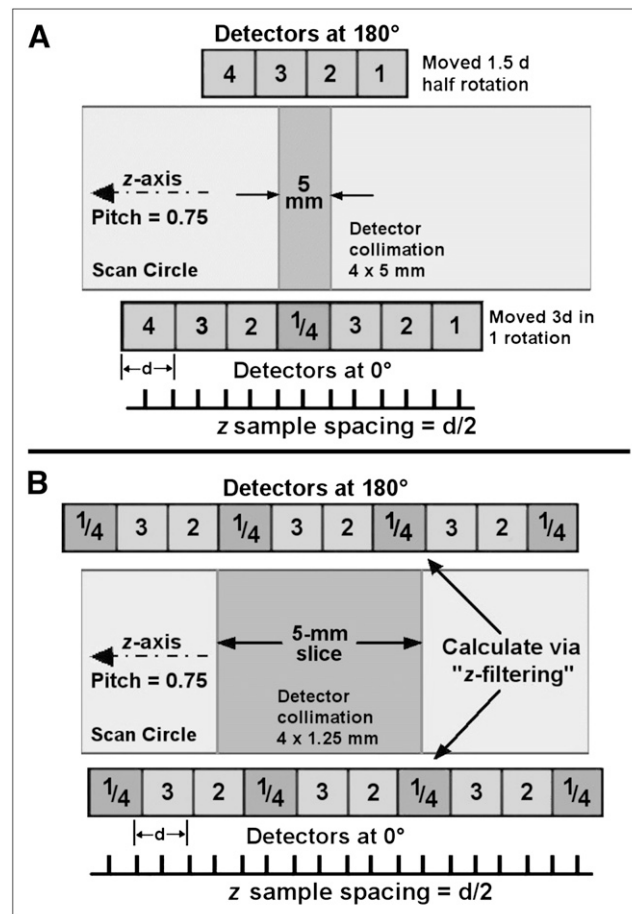 A
Detectors at 180°
4 3 2 1
Moved 1.5 d
half rotation
z-axis
Pitch = 0.75
Scan Circle
5
mm
Detector
collimation
4 x 5 mm
4 3 2 1/4 3 2 1
Moved 3d in
1 rotation
d
Detectors at 0°
z sample spacing = d/2
B
Detectors at 180°
1/4 3 2 1/4 3 2 1/4 3 2 1/4
z-axis
Pitch = 0.75
Scan Circle
5-mm
slice
Detector
collimation
4 x 1.25 mm
Calculate via
"z-filtering"
1/4 3 2 1/4 3 2 1/4 3 2 1/4
d
Detectors at 0°
z sample spacing = d/2